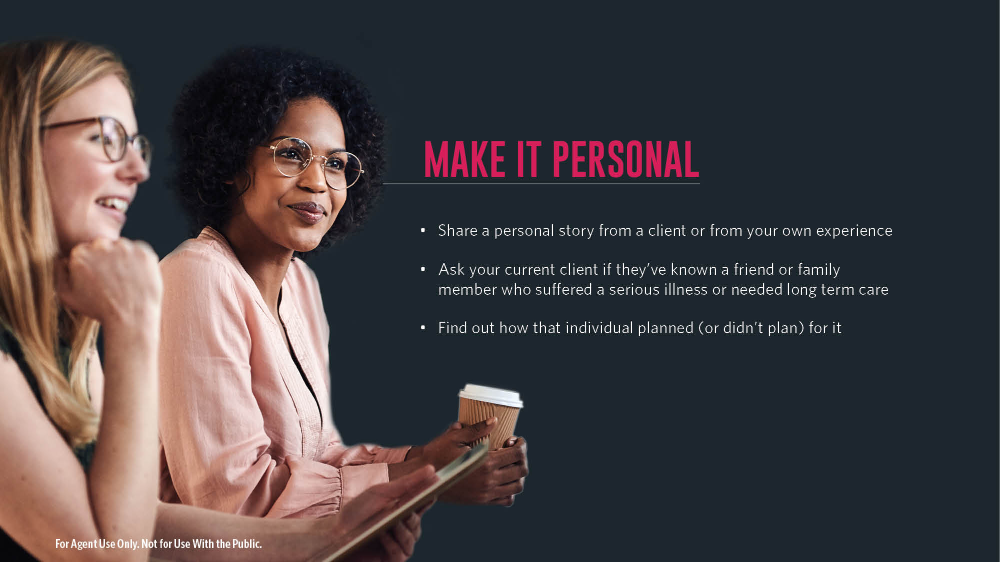 MAKE IT PERSONAL
• Share a personal story from a client or from your own experience
• Ask your current client if they’ve known a friend or family
member who suffered a serious illness or needed long term care
• Find out how that individual planned (or didn’t plan) for it
For Agent Use Only. Not for Use With the Public.